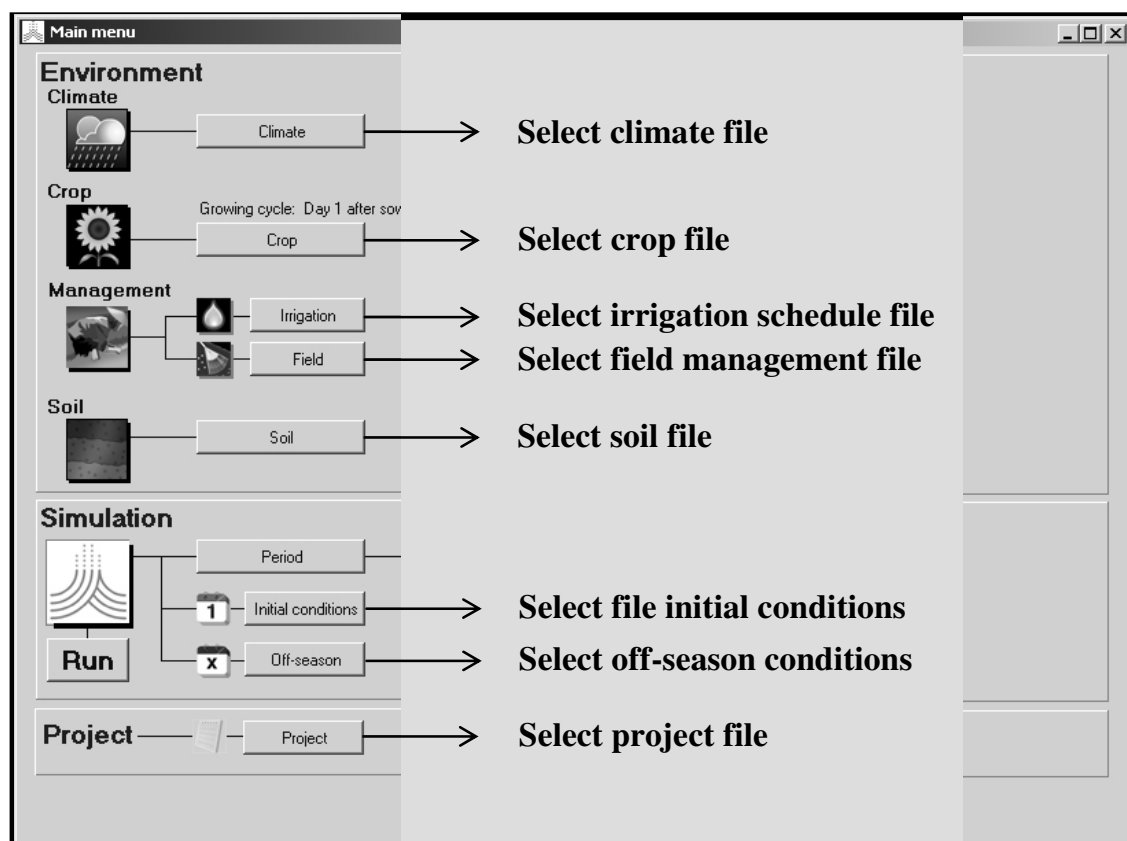 Main menu
Environment
Climate
Climate
Select climate file
Crop
Growing cycle: Day 1 after sow
Crop
Select crop file
Management
Irrigation
Select irrigation schedule file
Field
Select field management file
Soil
Soil
Select soil file
Simulation
Period
1
Initial conditions
Select file initial conditions
Run
x
Off-season
Select off-season conditions
Project
Project
Select project file